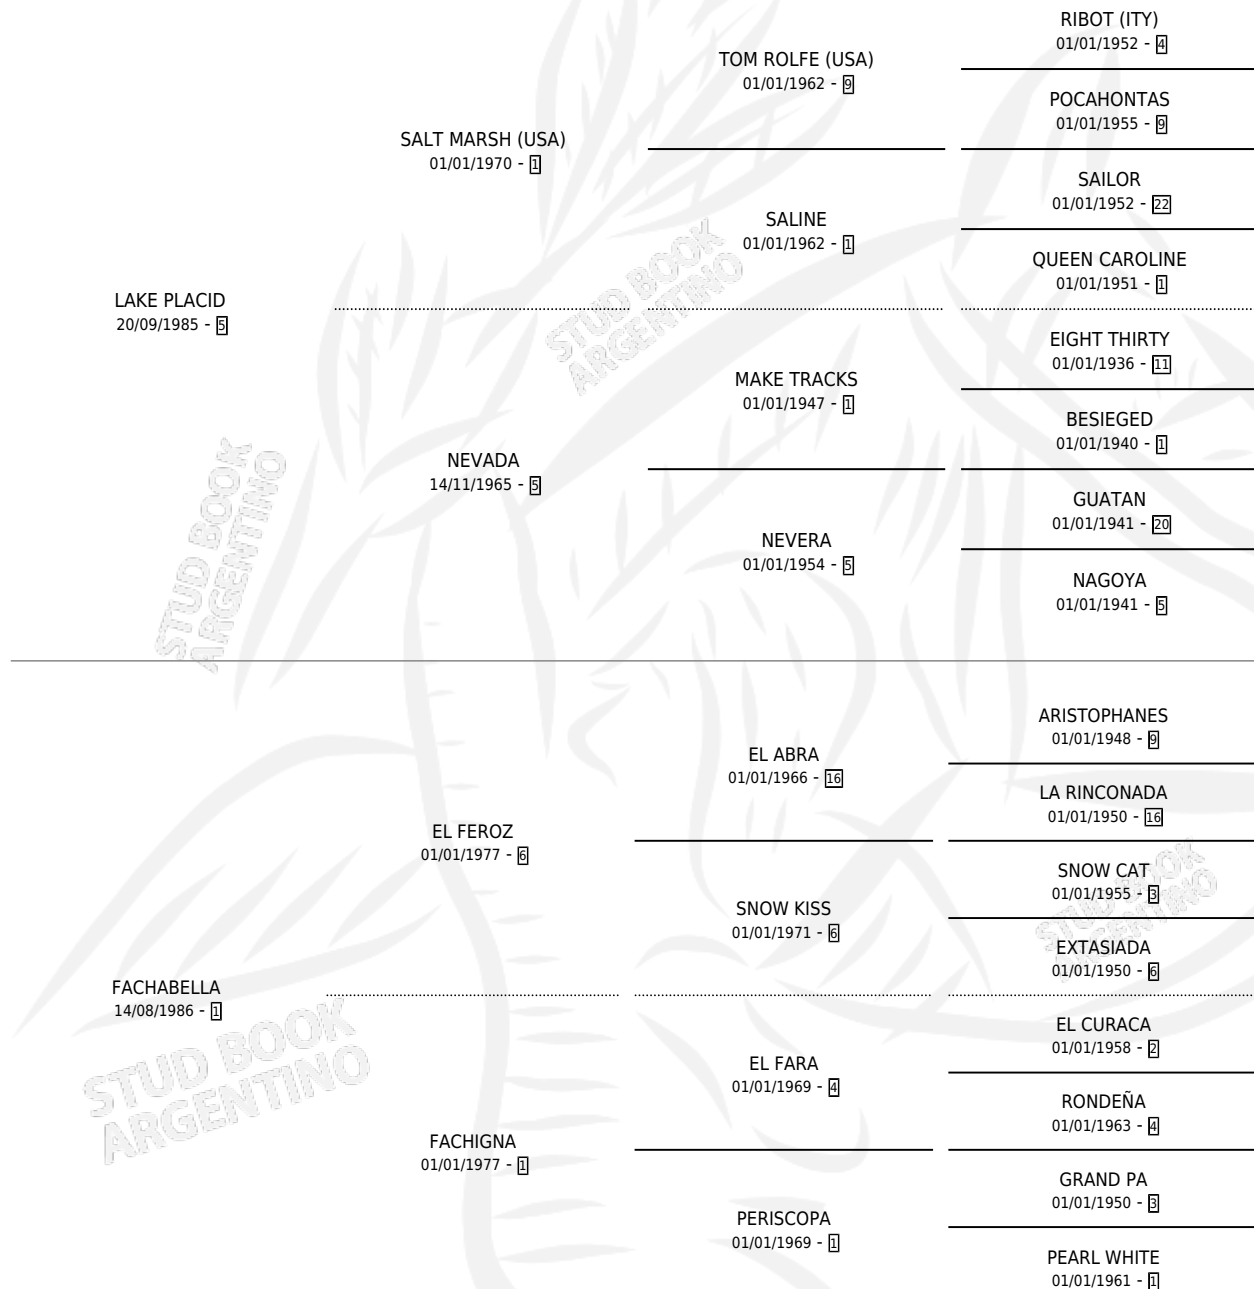 RIBOT (ITY)
01/01/1952 - 4
TOM ROLFE (USA)
01/01/1962 - 9
POCAHONTAS
01/01/1955 - 9
SALT MARSH (USA)
01/01/1970 - 1
SAILOR
01/01/1952 - 22
SALINE
01/01/1962 - 1
QUEEN CAROLINE
01/01/1951 - 1
LAKE PLACID
20/09/1985 - 5
EIGHT THIRTY
01/01/1936 - 11
MAKE TRACKS
01/01/1947 - 1
BESIEGED
01/01/1940 - 1
NEVADA
14/11/1965 - 5
GUATAN
01/01/1941 - 20
NEVERA
01/01/1954 - 5
NAGOYA
01/01/1941 - 5
ARISTOPHANES
01/01/1948 - 9
EL ABRA
01/01/1966 - 16
LA RINCONADA
01/01/1950 - 16
EL FEROZ
01/01/1977 - 6
SNOW CAT
01/01/1955 - 3
SNOW KISS
01/01/1971 - 6
EXTASIADA
01/01/1950 - 6
FACHABELLA
14/08/1986 - 1
EL CURACA
01/01/1958 - 2
EL FARA
01/01/1969 - 4
RONDEÑA
01/01/1963 - 4
FACHIGNA
01/01/1977 - 1
GRAND PA
01/01/1950 - 3
PERISCOPA
01/01/1969 - 1
PEARL WHITE
01/01/1961 - 1
STUD BOOK
ARGENTINO
STUD BOOK
ARGENTINO
STUD BOOK
ARGENTINO
STUD BOOK
ARGENTINO